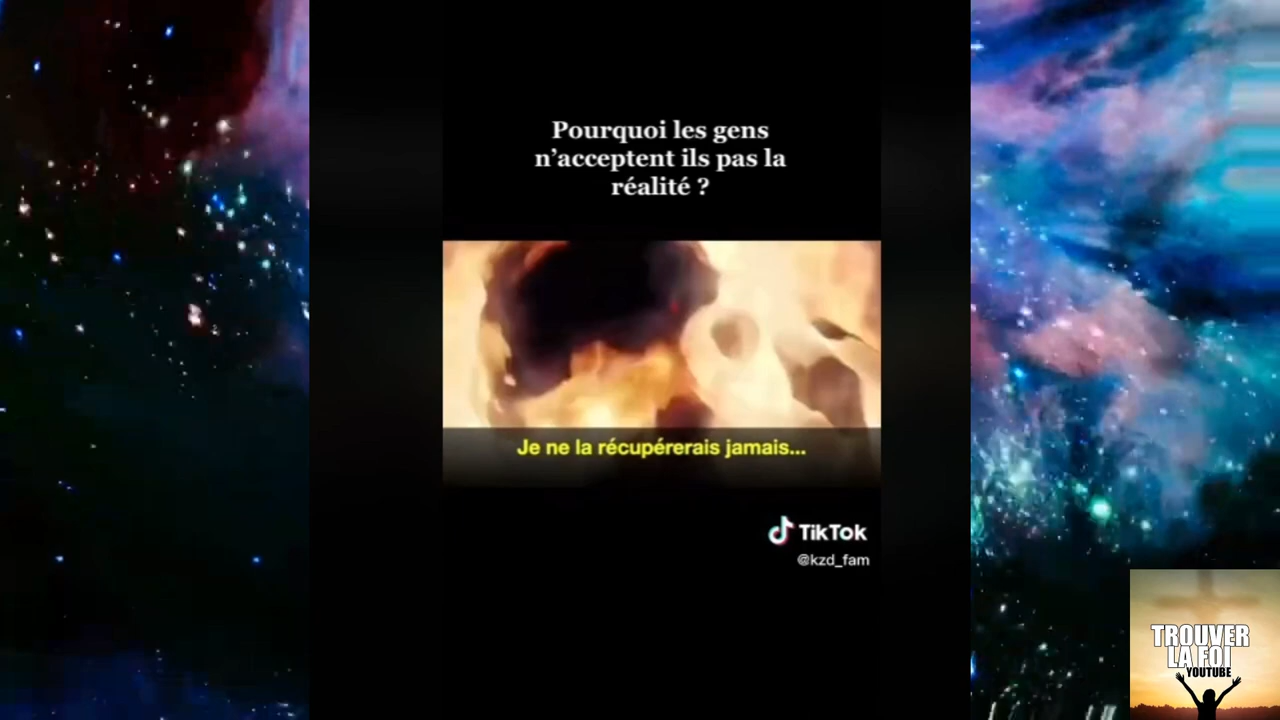 Pourquoi les gens
n’acceptent ils pas la
réalité ?
Je ne la récupérerais jamais...
TikTok
@kzd_fam
TROUVER
LA FOI
YOUTUBE